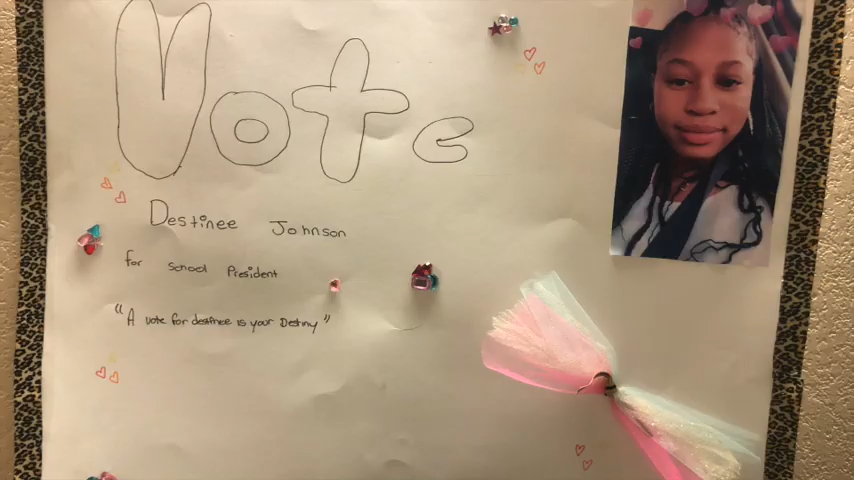 Vote
Destinee Johnson
for School President
"A vote for destinee is your Destiny"